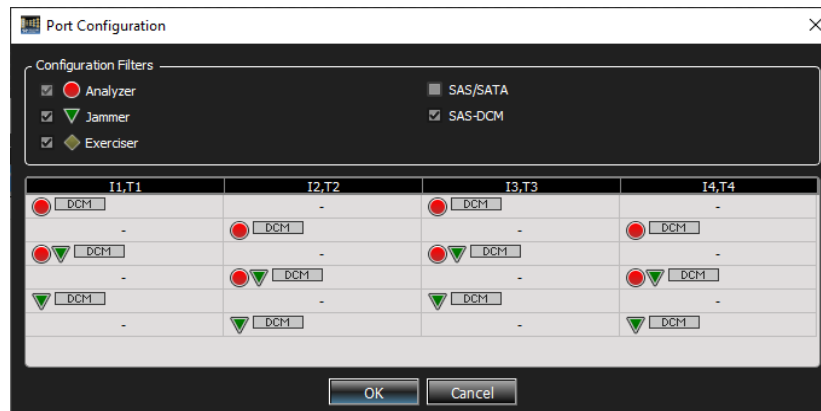 Port Configuration
Configuration Filters
Analyzer SAS/SATA
Jammer SAS-DCM
Exerciser
I1,T1 I2,T2 I3,T3 I4,T4
DCM - DCM -
- DCM - DCM
DCM - DCM -
- DCM - DCM
DCM - DCM -
- DCM - DCM
OK Cancel